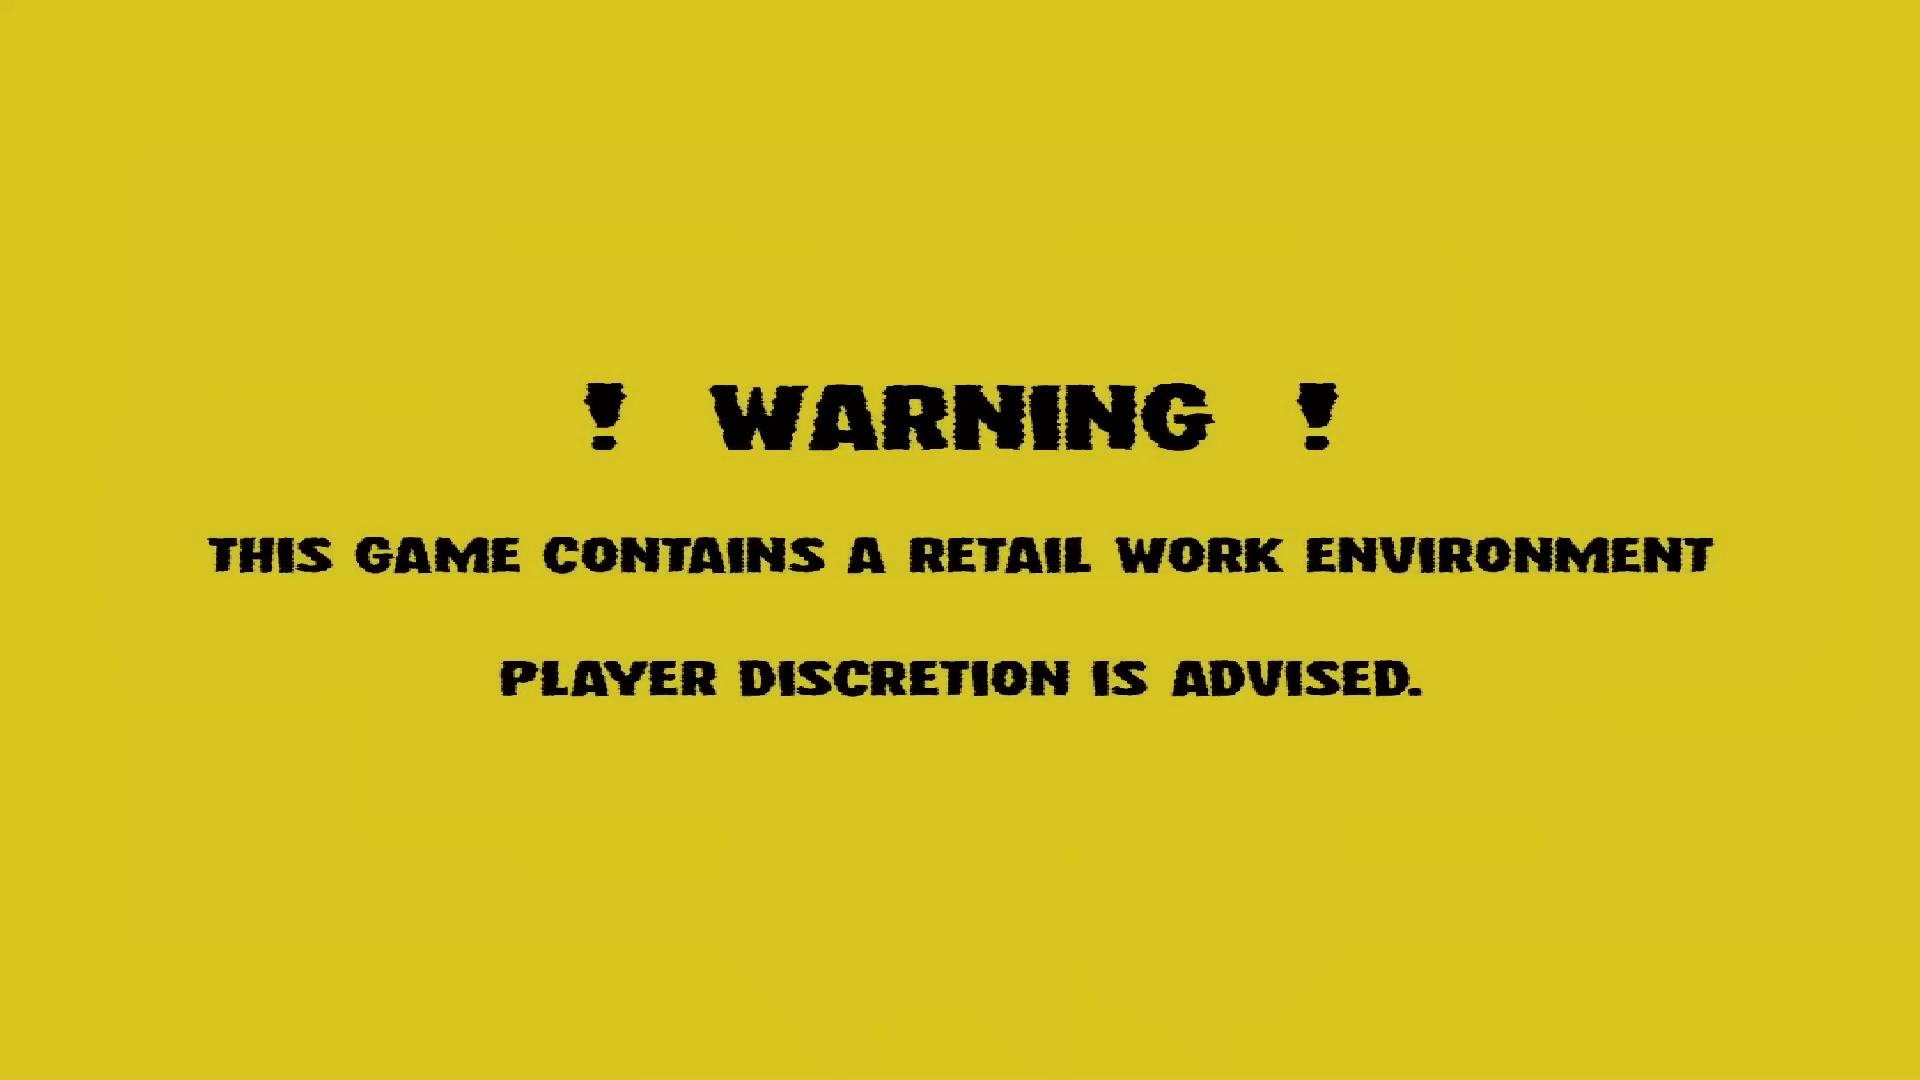 ! WARNING !
THIS GAME CONTAINS A RETAIL WORK ENVIRONMENT
PLAYER DISCRETION IS ADVISED.